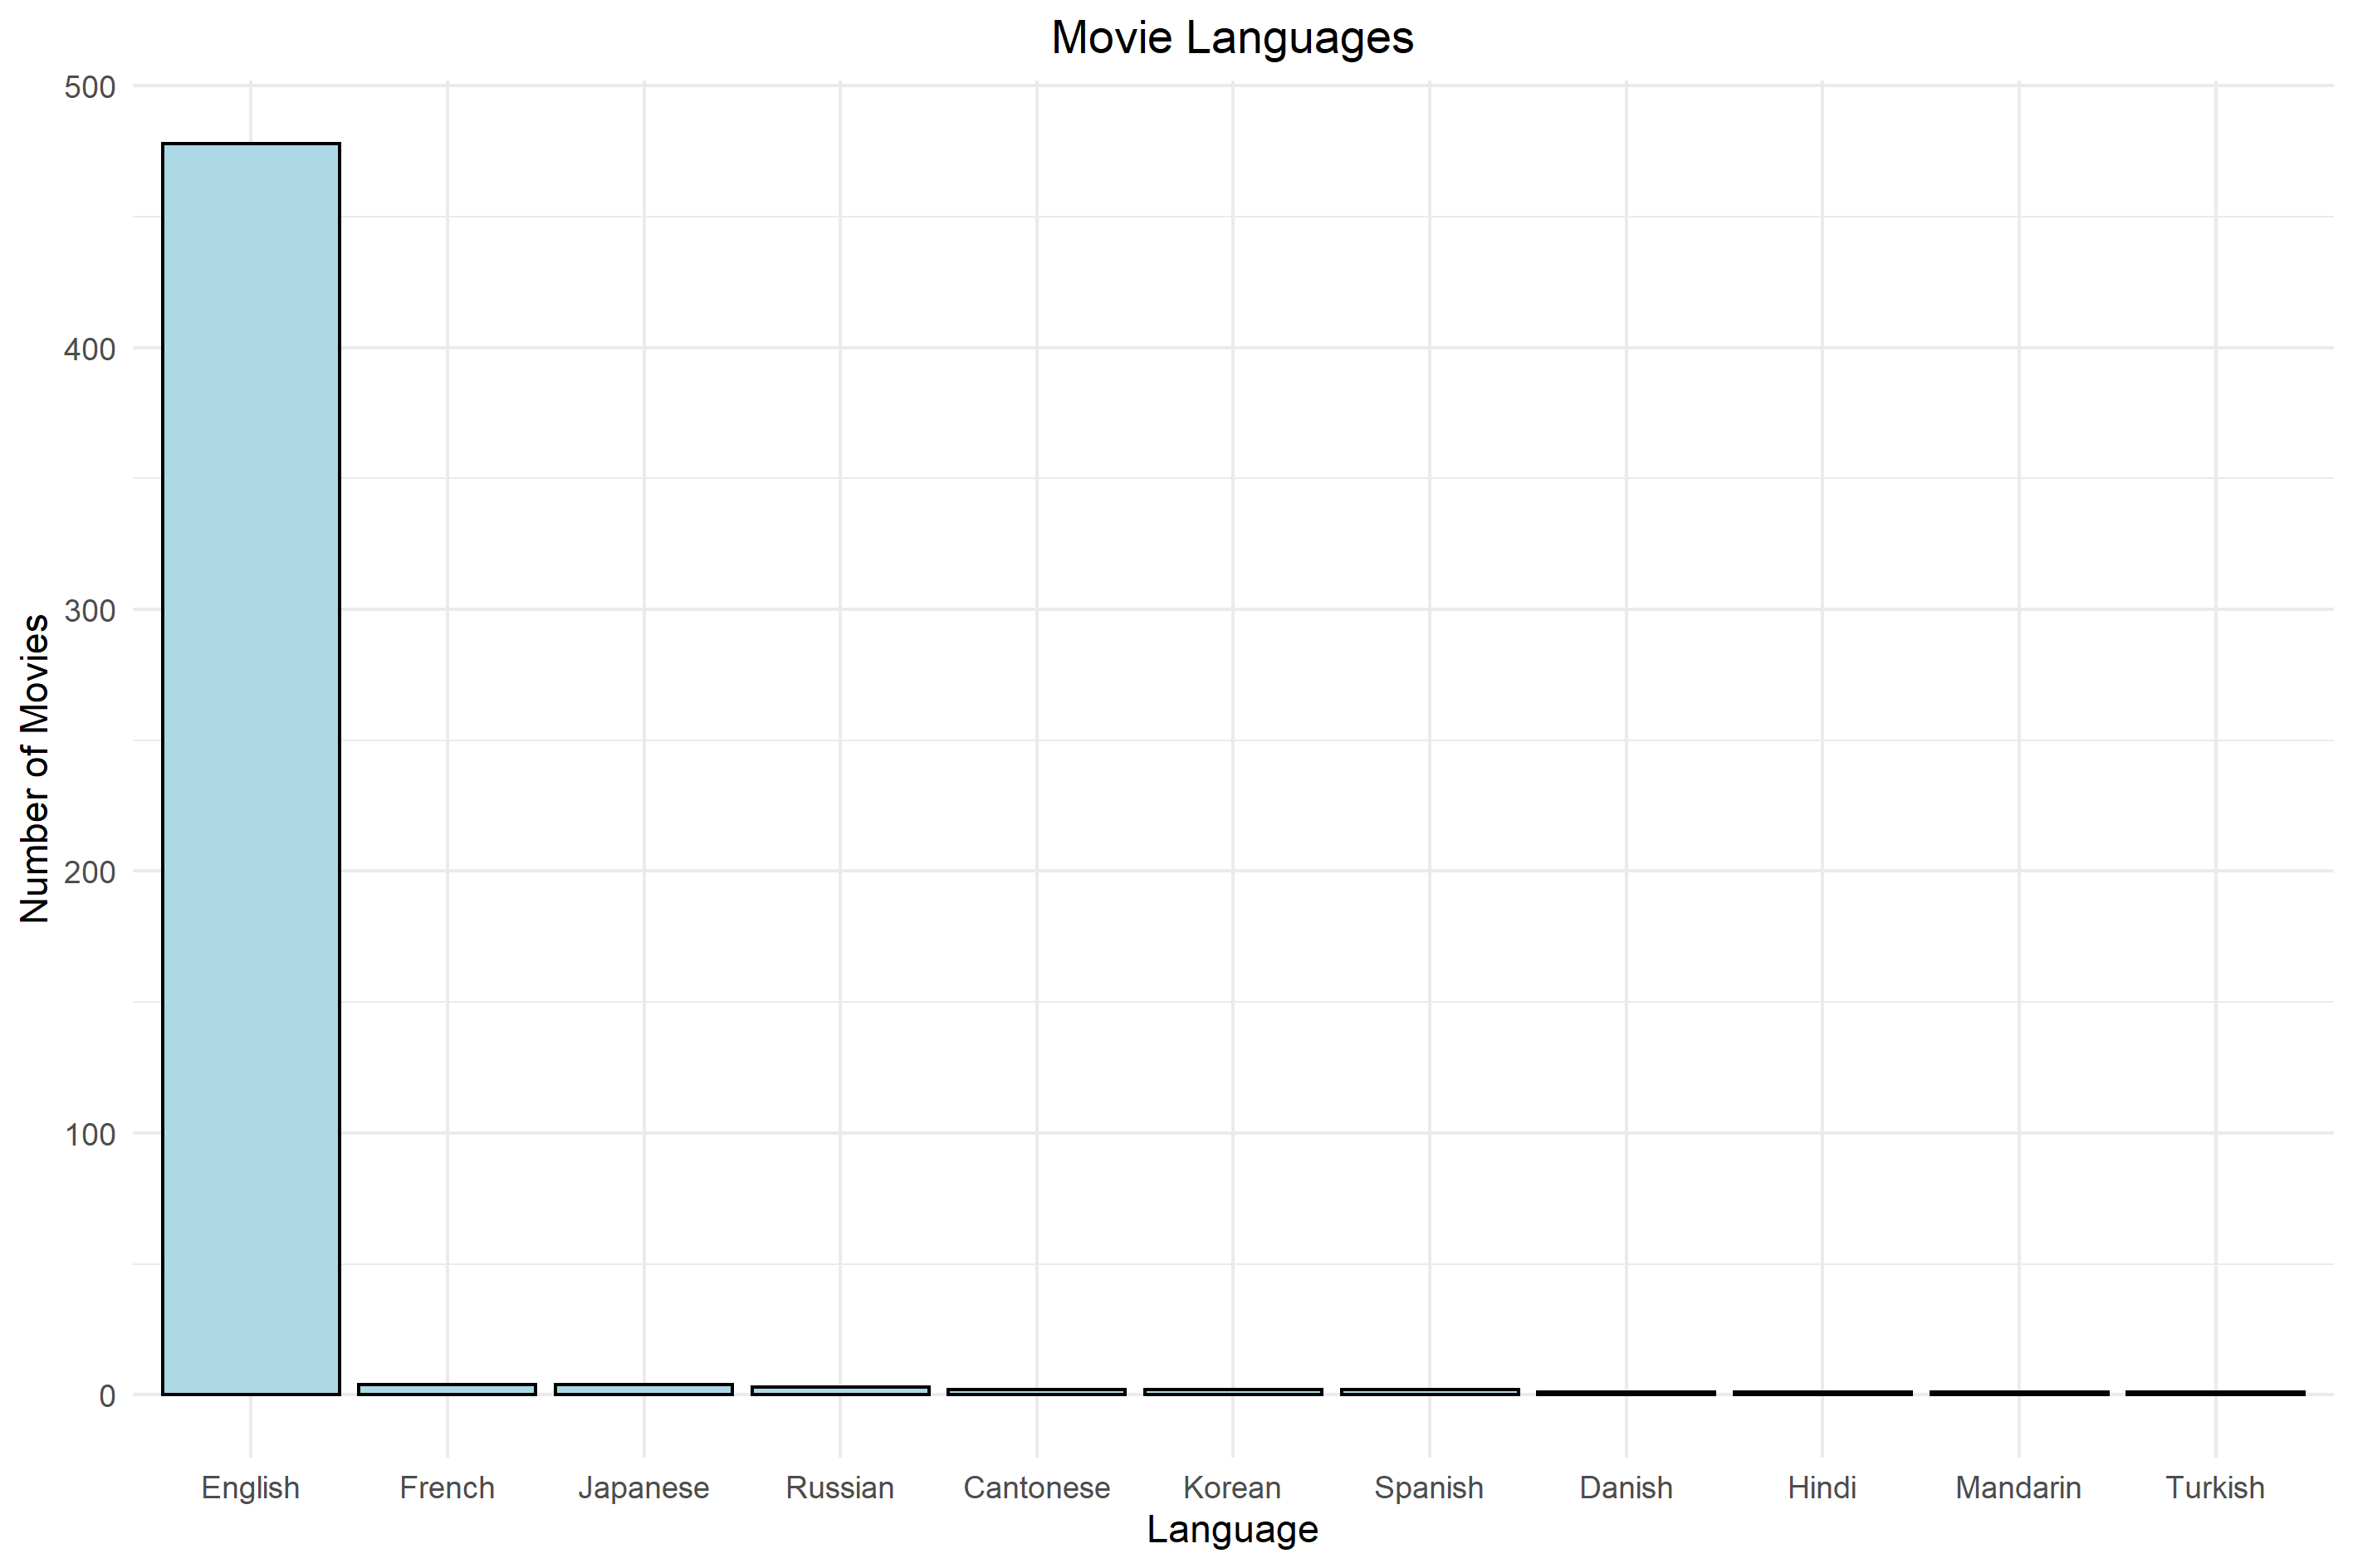 Movie Languages
500
400
300
200
100
0
Number of Movies
English French Japanese Russian Cantonese Korean Spanish Danish Hindi Mandarin Turkish
Language